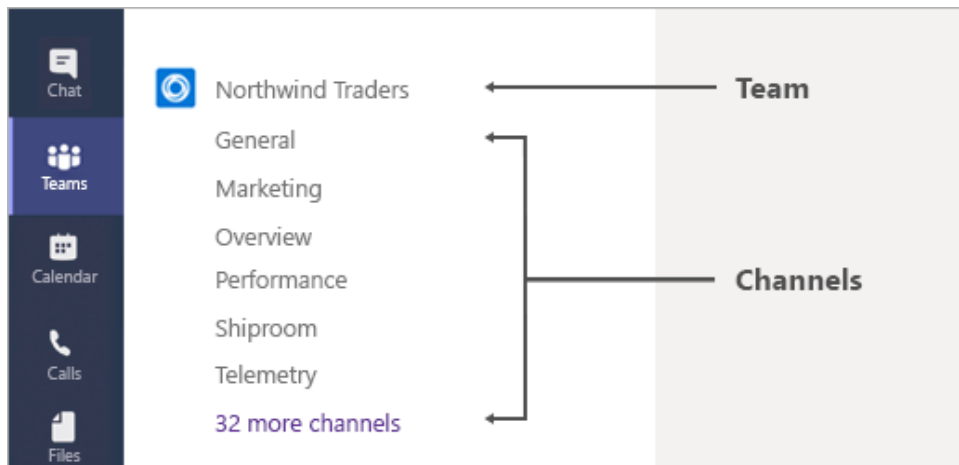 Chat
Teams
Calendar
Calls
Files
Northwind Traders
General
Marketing
Overview
Performance
Shiproom
Telemetry
32 more channels
Team
Channels